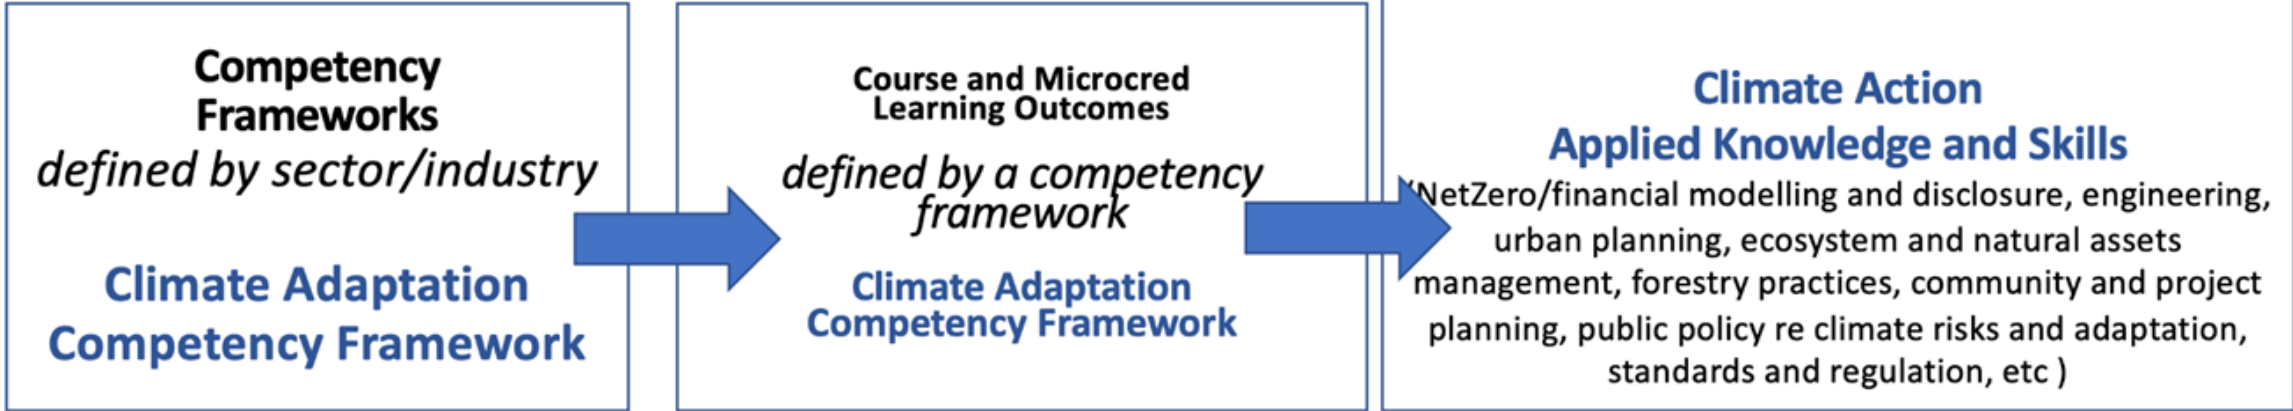 Competency
Frameworks
defined by sector/industry
Climate Adaptation
Competency Framework
Course and Microcred
Learning Outcomes
defined by a competency
framework
Climate Adaptation
Competency Framework
Climate Action
Applied Knowledge and Skills
(NetZero/financial modelling and disclosure, engineering,
urban planning, ecosystem and natural assets
management, forestry practices, community and project
planning, public policy re climate risks and adaptation,
standards and regulation, etc )